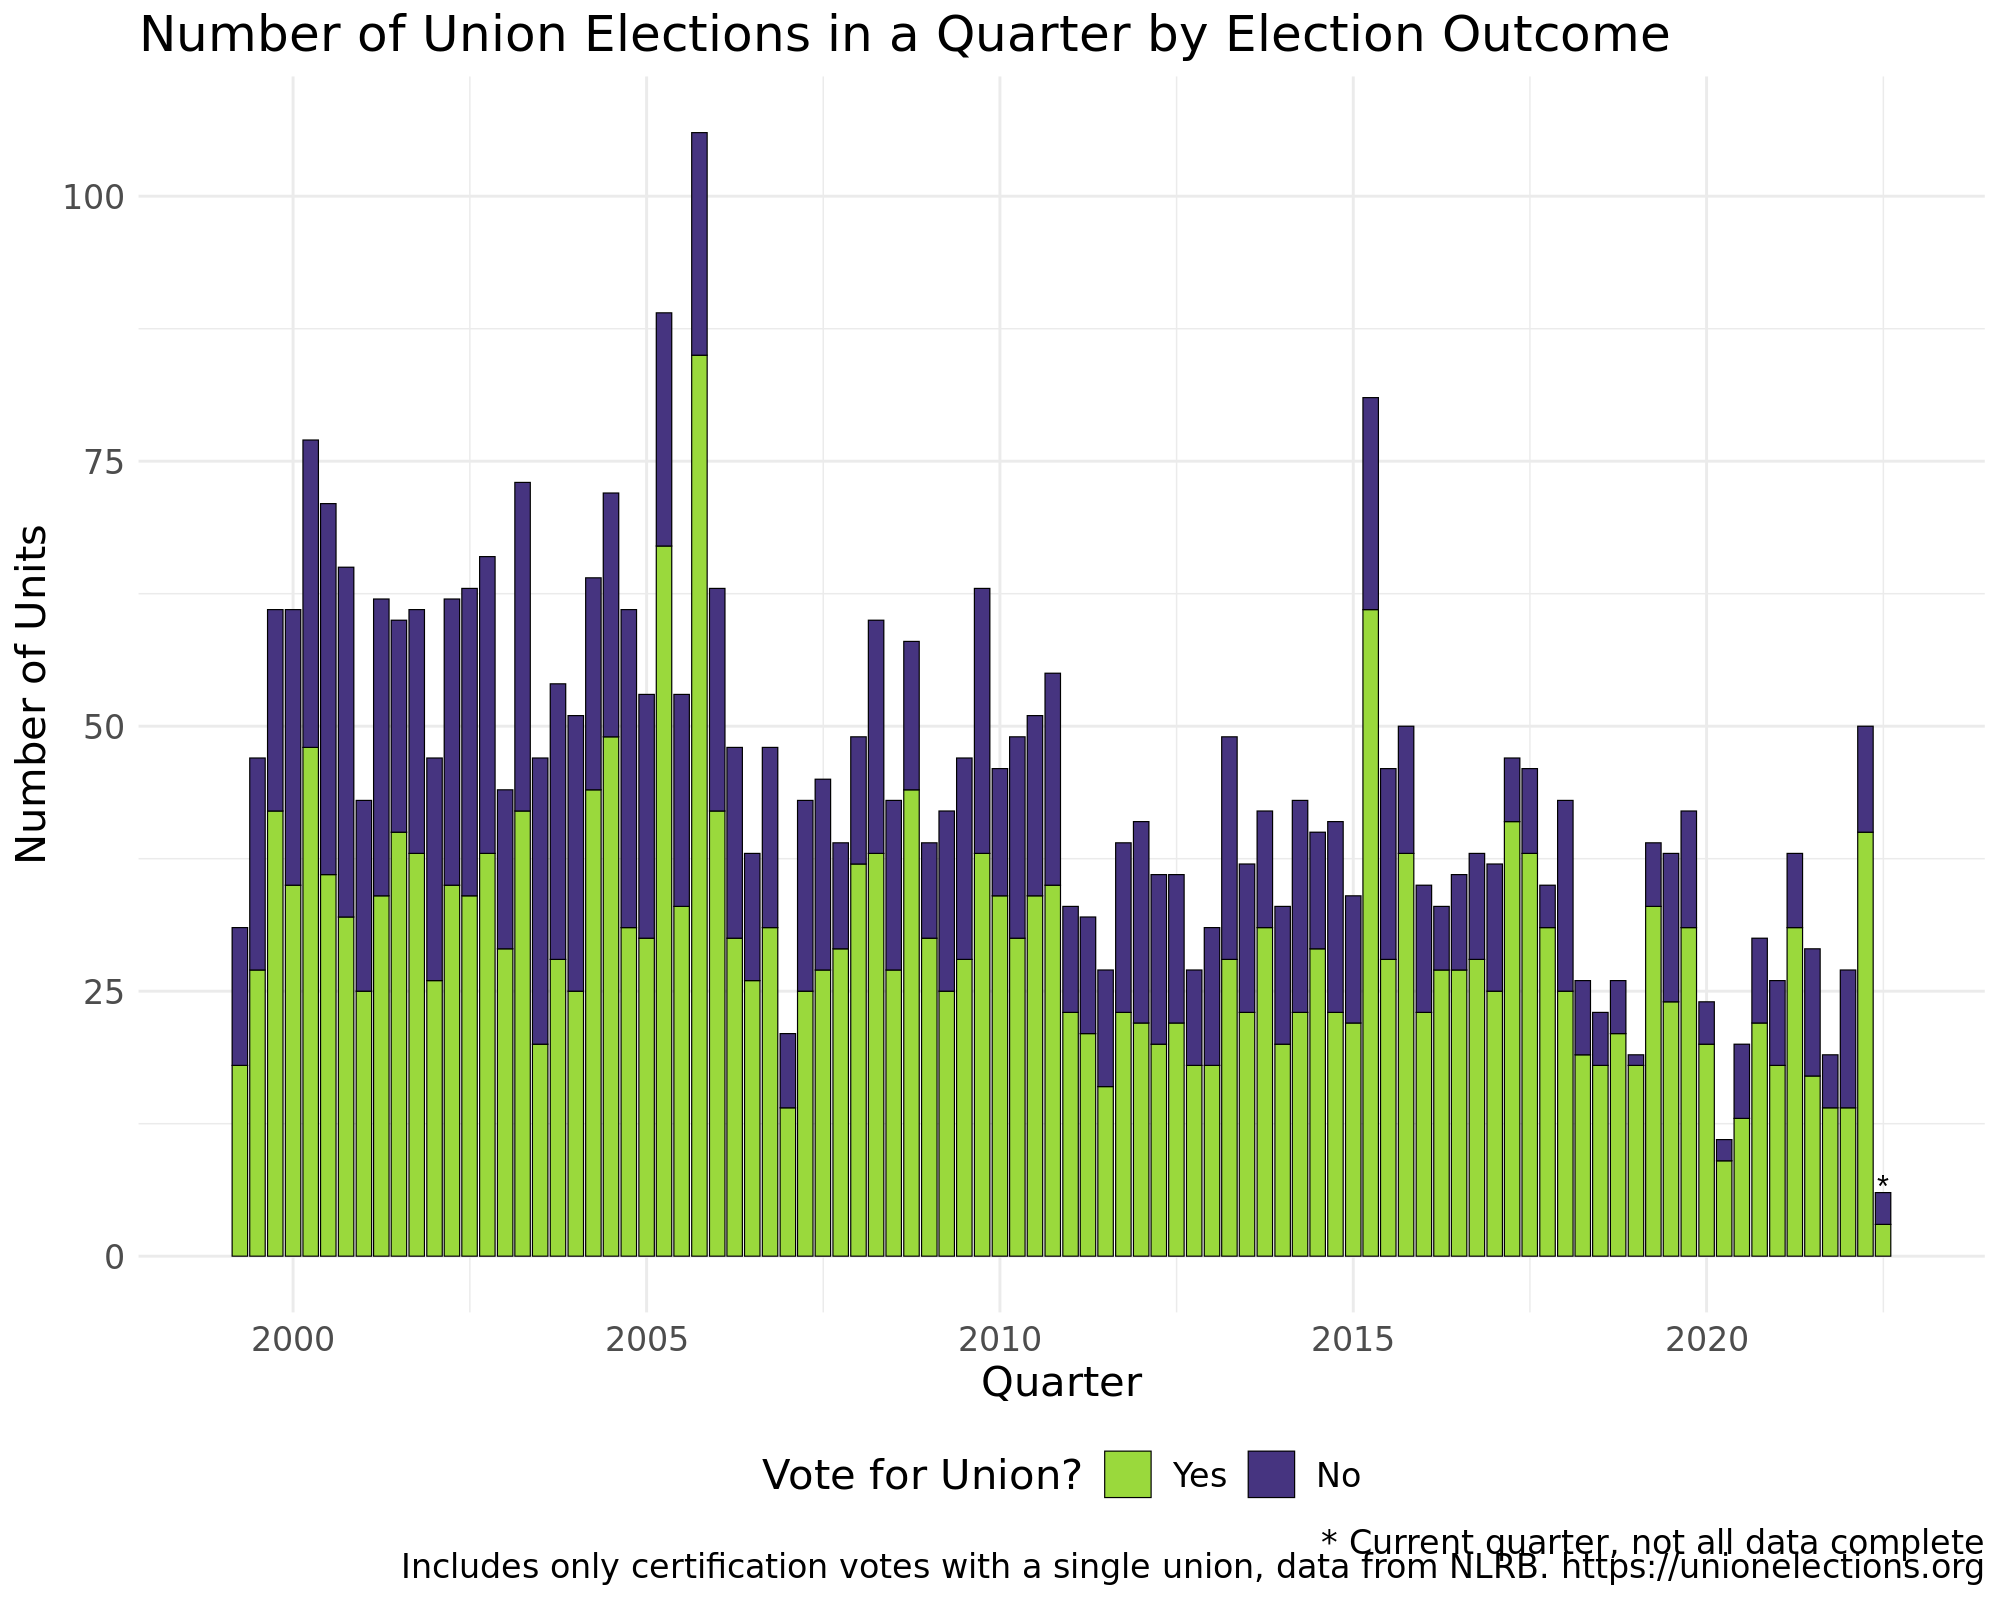 Number of Union Elections in a Quarter by Election Outcome
Number of Units
100
75
50
25
0
*
2000 2005 2010 2015 2020
Quarter
Vote for Union? Yes No
* Current quarter, not all data complete
Includes only certification votes with a single union, data from NLRB. https://unionelections.org